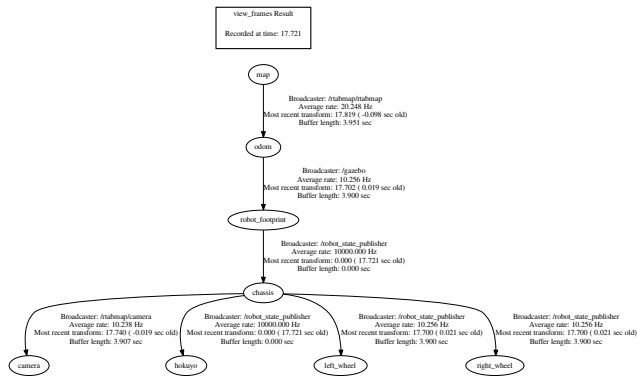 view_frames Result
Recorded at time: 17.721
map
Broadcaster: /rtabmap/rtabmap
Average rate: 20.248 Hz
Most recent transform: 17.819 ( -0.098 sec old)
Buffer length: 3.951 sec
odom
Broadcaster: /gazebo
Average rate: 10.256 Hz
Most recent transform: 17.702 ( 0.019 sec old)
Buffer length: 3.900 sec
robot_footprint
Broadcaster: /robot_state_publisher
Average rate: 10000.000 Hz
Most recent transform: 0.000 ( 17.721 sec old)
Buffer length: 0.000 sec
chassis
Broadcaster: /rtabmap/camera
Average rate: 10.238 Hz
Most recent transform: 17.740 ( -0.019 sec old)
Buffer length: 3.907 sec
Broadcaster: /robot_state_publisher
Average rate: 10000.000 Hz
Most recent transform: 0.000 ( 17.721 sec old)
Buffer length: 0.000 sec
Broadcaster: /robot_state_publisher
Average rate: 10.256 Hz
Most recent transform: 17.700 ( 0.021 sec old)
Buffer length: 3.900 sec
Broadcaster: /robot_state_publisher
Average rate: 10.256 Hz
Most recent transform: 17.700 ( 0.021 sec old)
Buffer length: 3.900 sec
camera
hokuyo
left_wheel
right_wheel